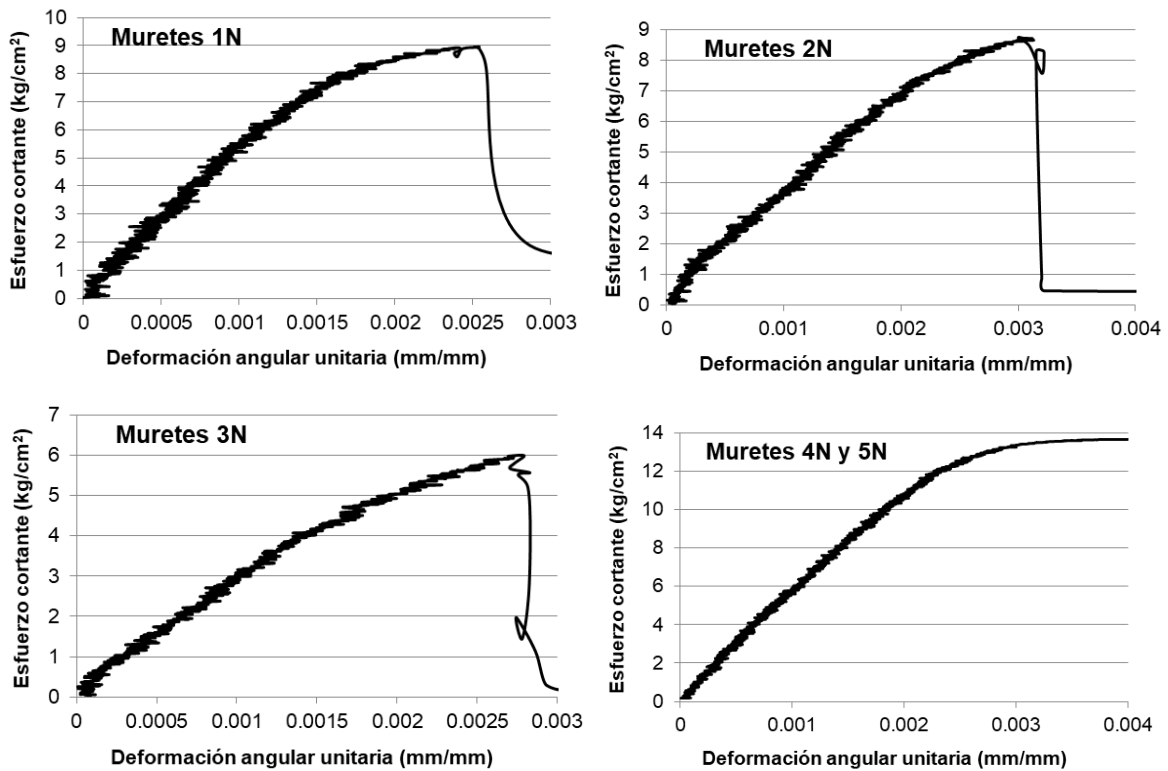 Muretes 1N
Esfuerzo cortante (kg/cm²)
10
9
8
7
6
5
4
3
2
1
0
0 0.0005 0.001 0.0015 0.002 0.0025 0.003
Deformación angular unitaria (mm/mm)
Muretes 2N
Esfuerzo cortante (kg/cm²)
9
8
7
6
5
4
3
2
1
0
0 0.001 0.002 0.003 0.004
Deformación angular unitaria (mm/mm)
Muretes 3N
Esfuerzo cortante (kg/cm²)
7
6
5
4
3
2
1
0
0 0.0005 0.001 0.0015 0.002 0.0025 0.003
Deformación angular unitaria (mm/mm)
Muretes 4N y 5N
Esfuerzo cortante (kg/cm²)
14
12
10
8
6
4
2
0
0 0.001 0.002 0.003 0.004
Deformación angular unitaria (mm/mm)